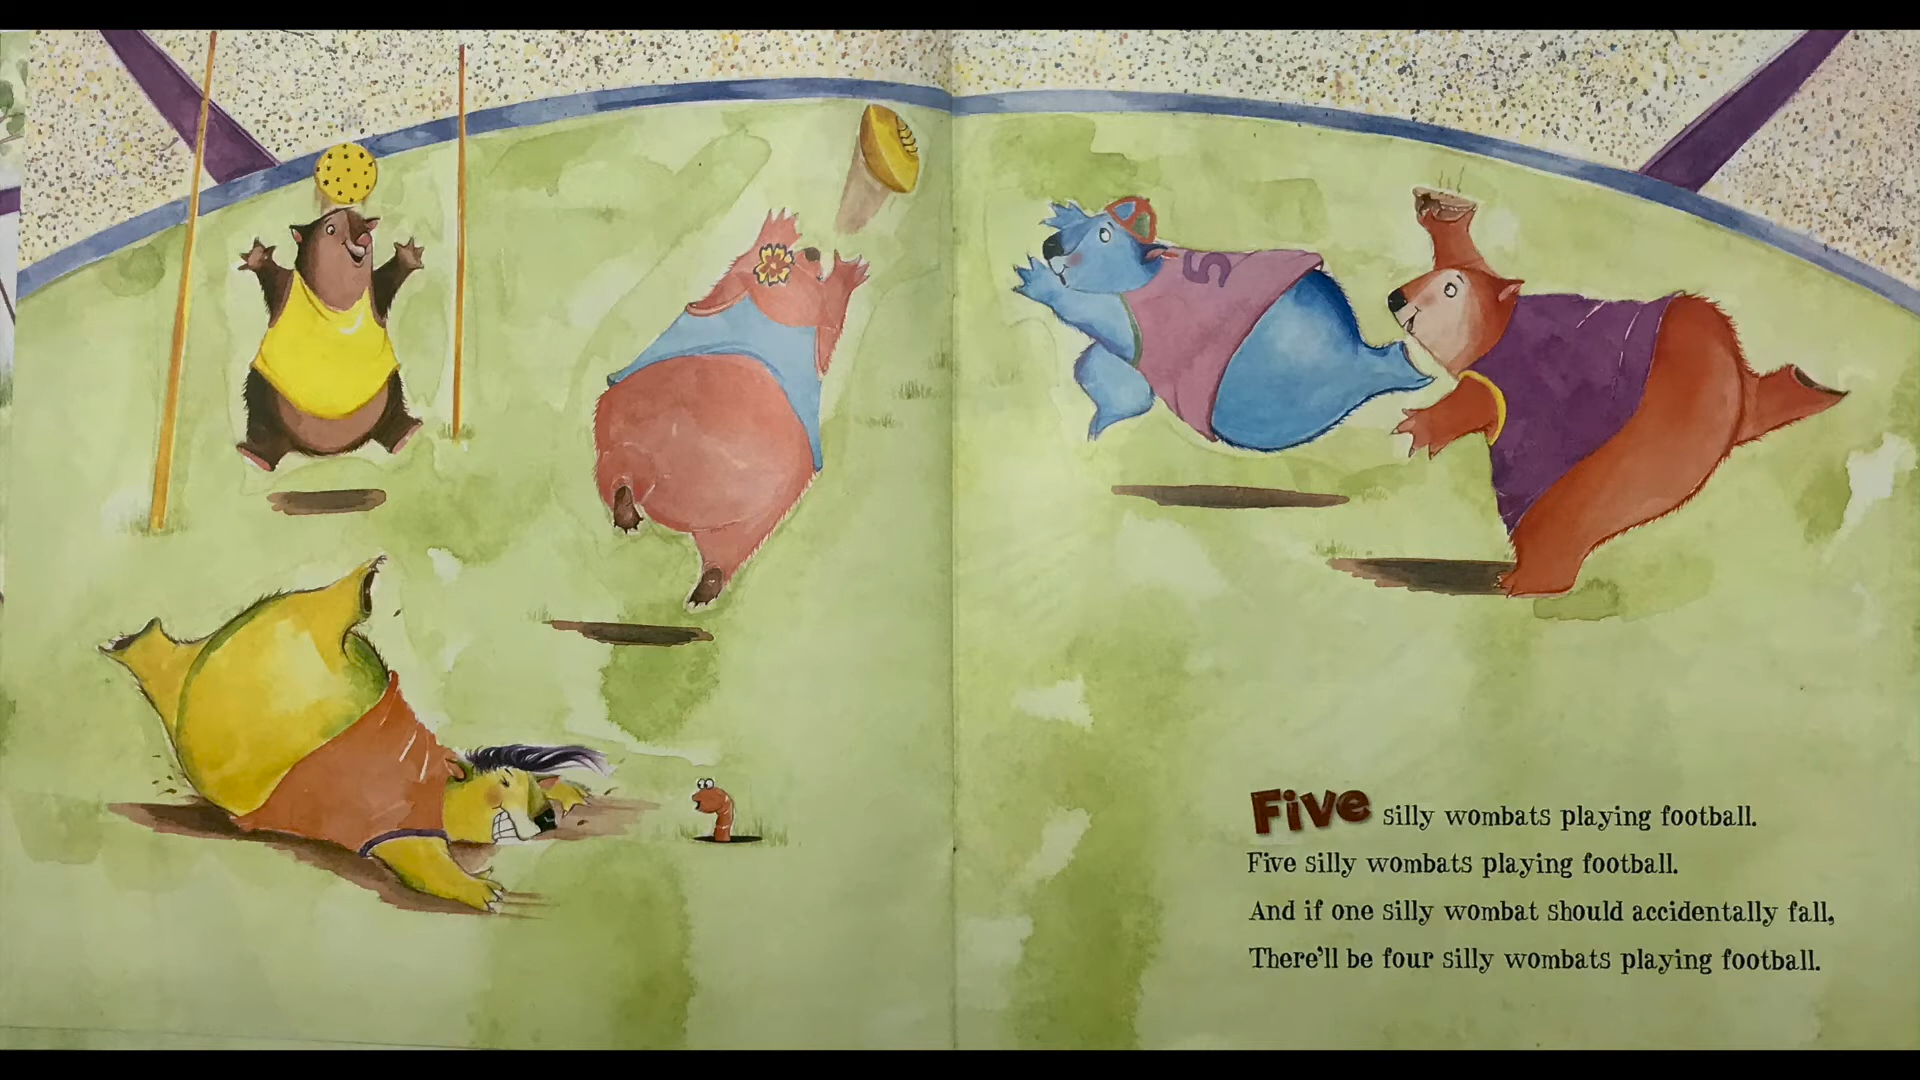 5
Five silly wombats playing football.
Five silly wombats playing football.
And if one silly wombat should accidentally fall,
There'll be four silly wombats playing football.